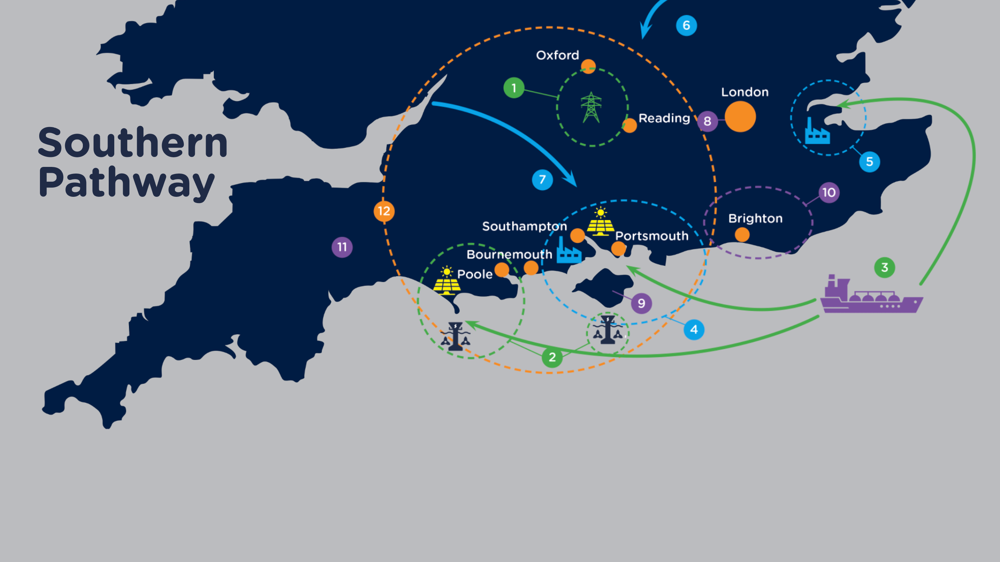 6
Oxford
1
London
Reading
8
Southern
Pathway
5
7
10
12
Brighton
Southampton
Portsmouth
11
Bournemouth
3
Poole
9
4
2